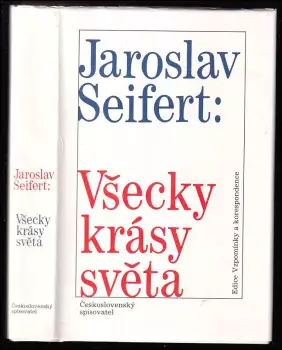 Jaroslav
Seifert:
Všecky
krásy
světa
Československý
spisovatel
Jaroslav
Seifert:
Všecky
krásy
světa
Československý
spisovatel
Edice Vzpomínky a korespondence